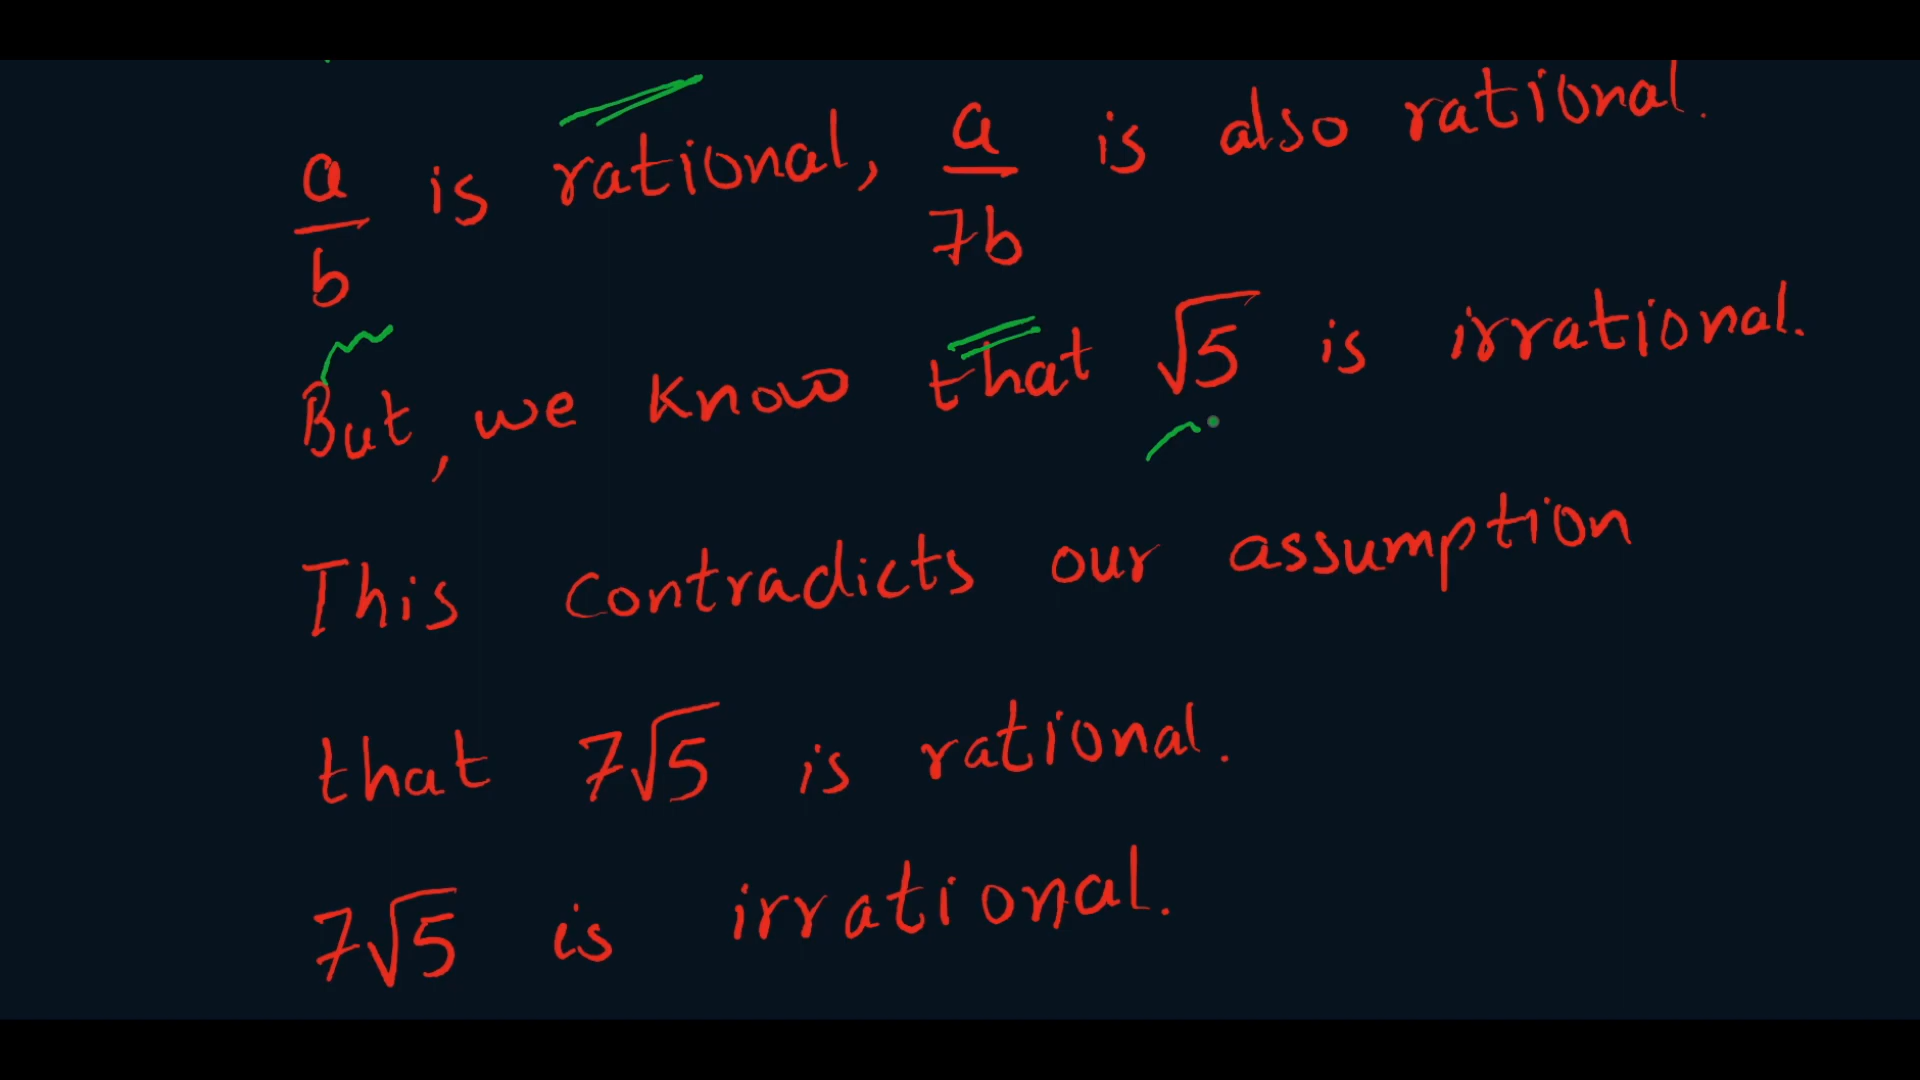 a/b is rational, a/7b is also rational.
But, we know that √5 is irrational.
This contradicts our assumption
that 7√5 is rational.
7√5 is irrational.